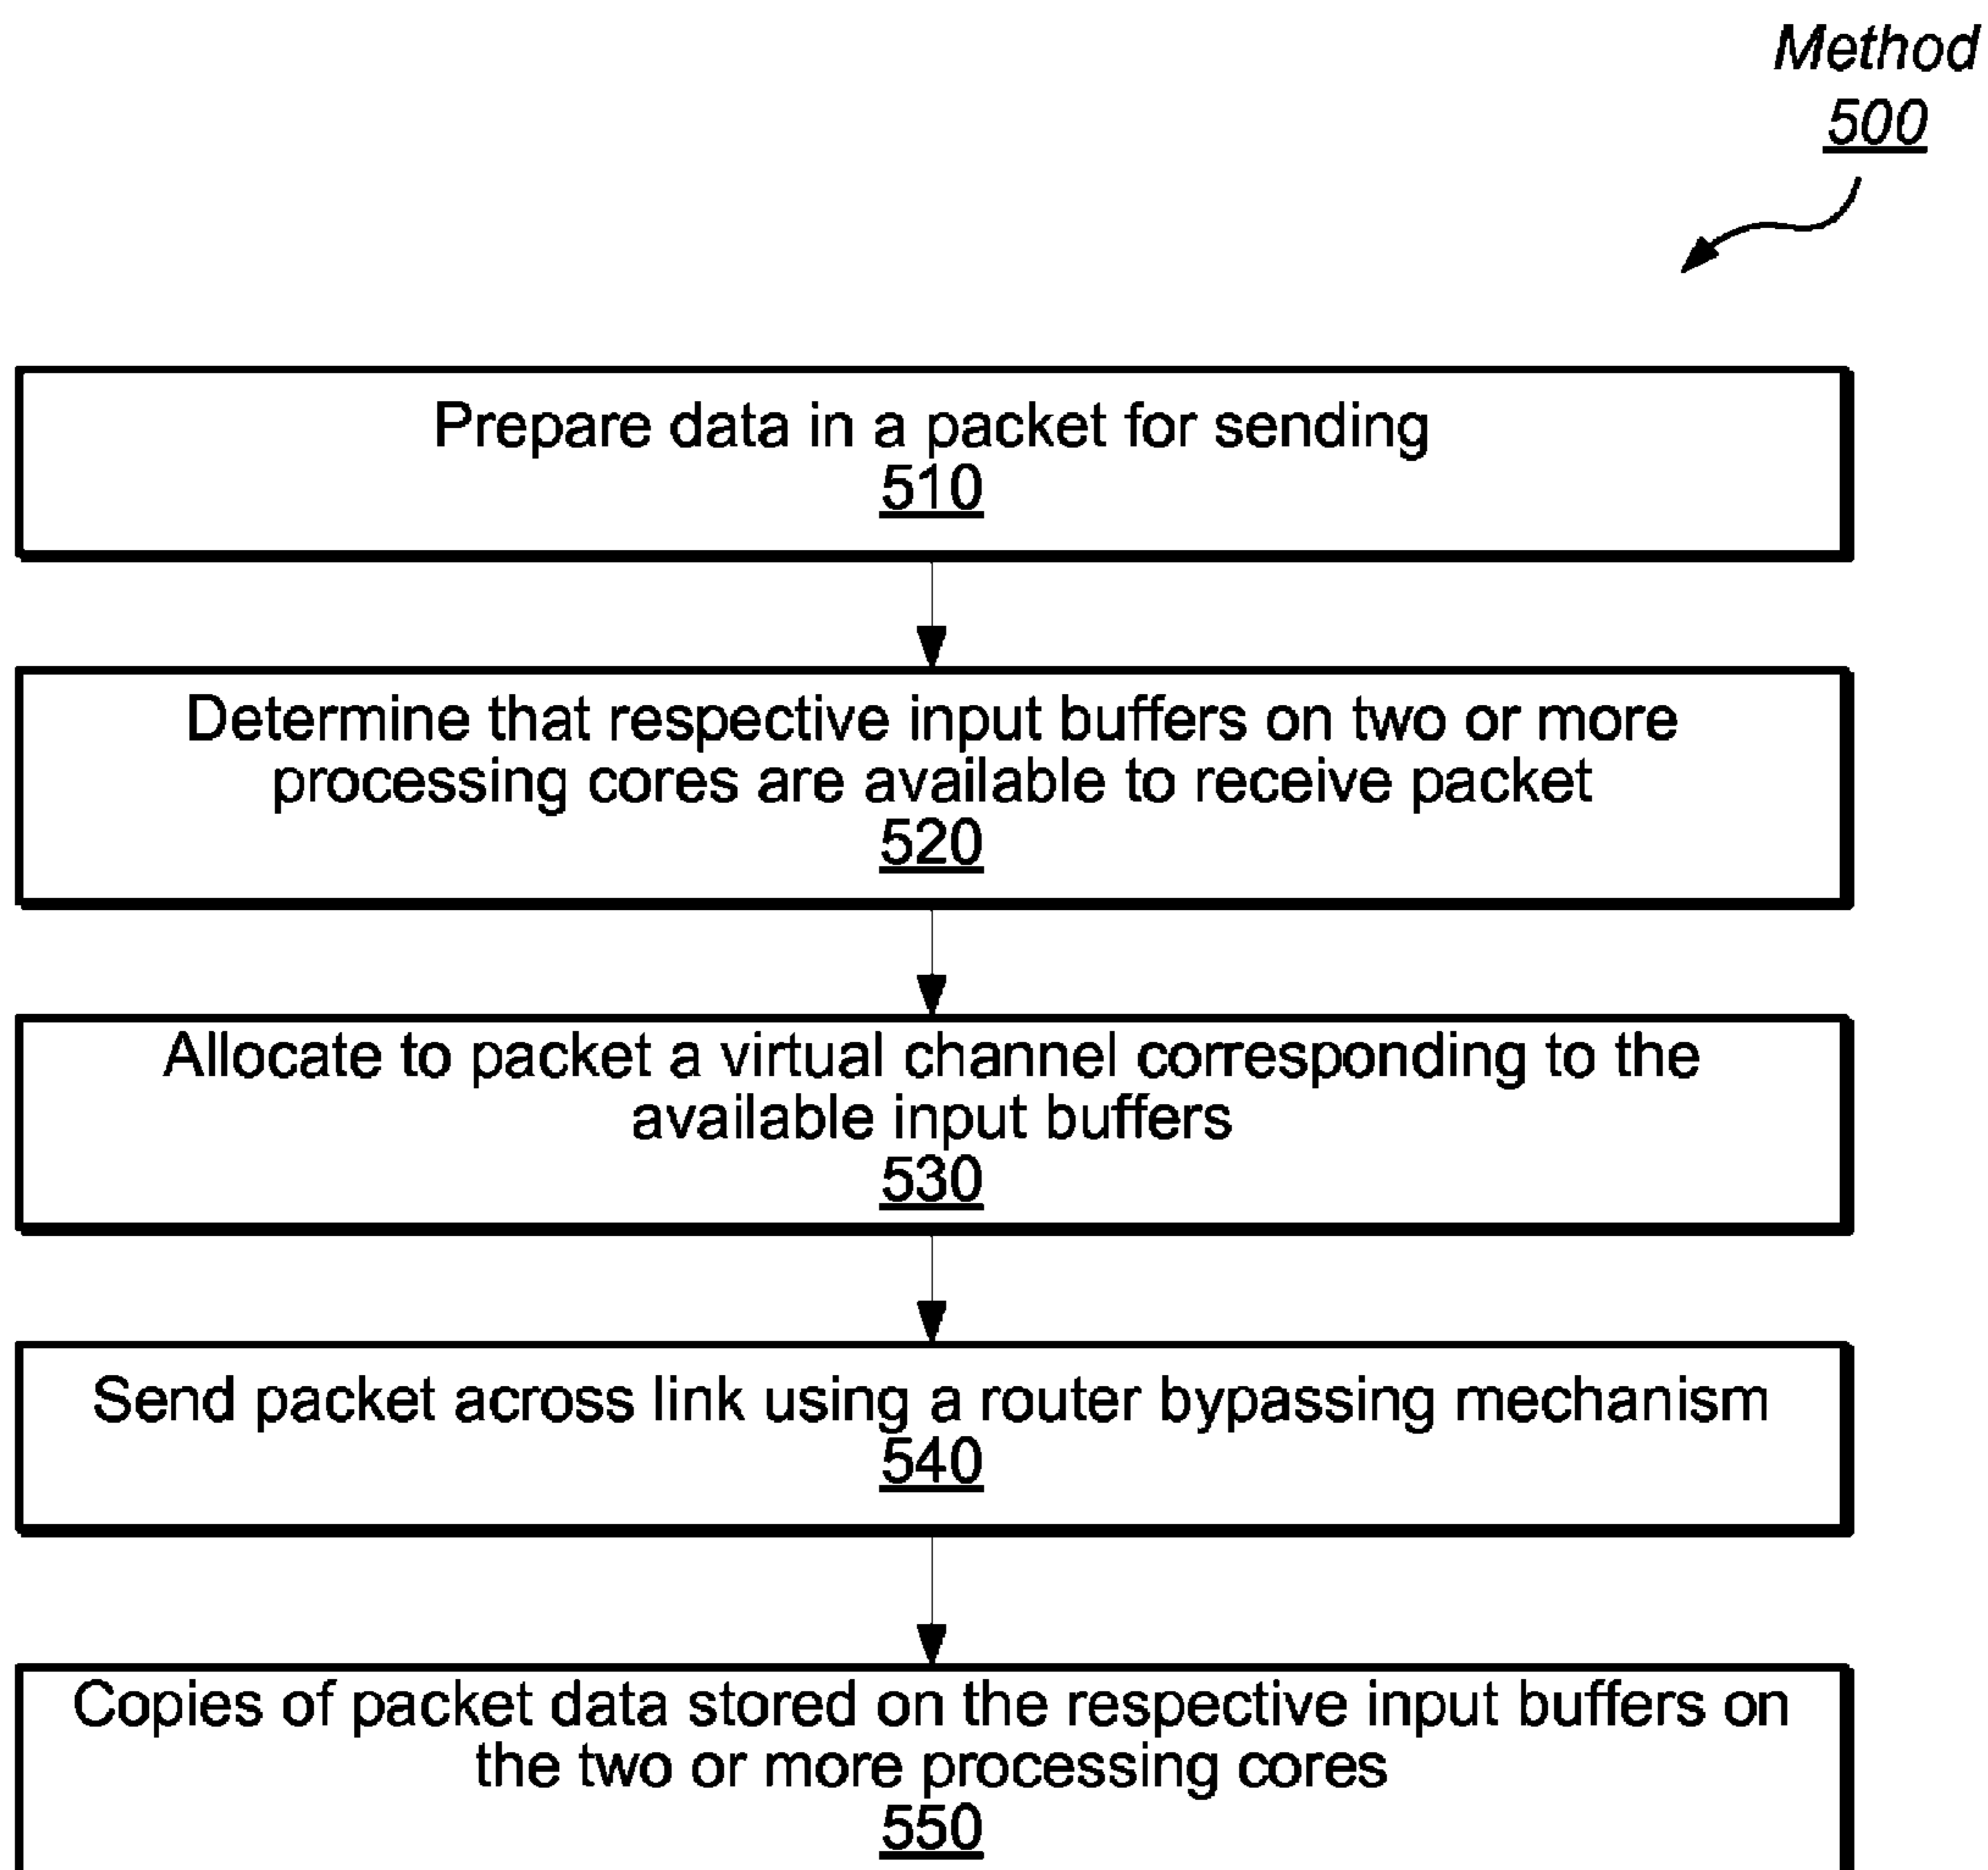 Method
500
Prepare data in a packet for sending
510
Determine that respective input buffers on two or more
processing cores are available to receive packet
520
Allocate to packet a virtual channel corresponding to the
available input buffers
530
Send packet across link using a router bypassing mechanism
540
Copies of packet data stored on the respective input buffers on
the two or more processing cores
550